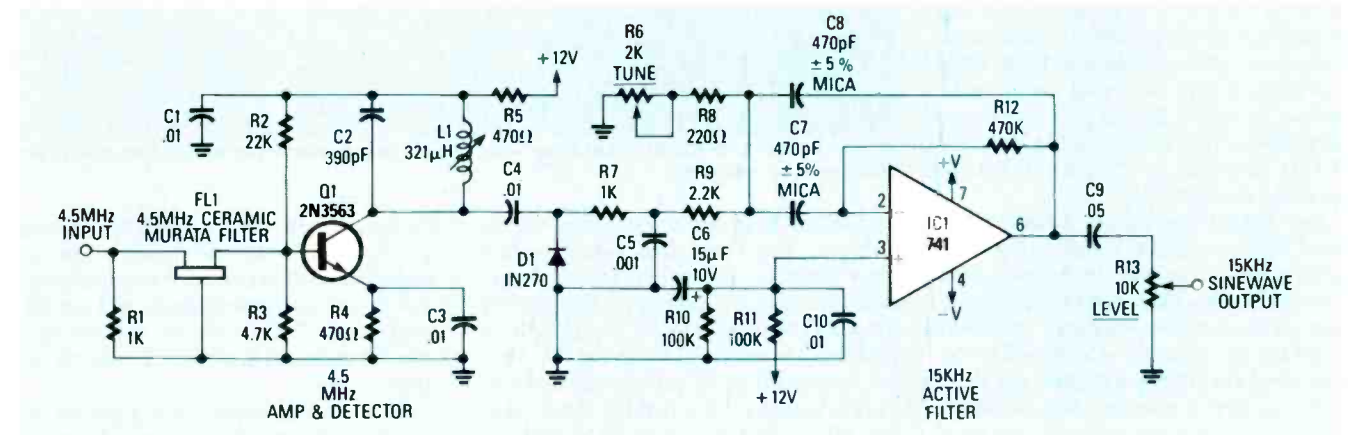 C1
.01
R2
22K
C2
390pF
L1
321µH
R5
470Ω
+12V
R6
2K
TUNE
R8
220Ω
C8
470pF
±5%
MICA
R12
470K
4.5MHz
INPUT
FL1
4.5MHz CERAMIC
MURATA FILTER
Q1
2N3563
C4
.01
R7
1K
R9
2.2K
C7
470pF
±5%
MICA
+V
7
2
-
IC1
741
6
3
+
4
-V
C9
.05
D1
IN270
C5
.001
C6
15µF
10V
+
R1
1K
R3
4.7K
R4
470Ω
C3
.01
R10
100K
R11
100K
C10
.01
R13
10K
LEVEL
15KHz
SINEWAVE
OUTPUT
4.5
MHz
AMP & DETECTOR
+12V
15KHz
ACTIVE
FILTER